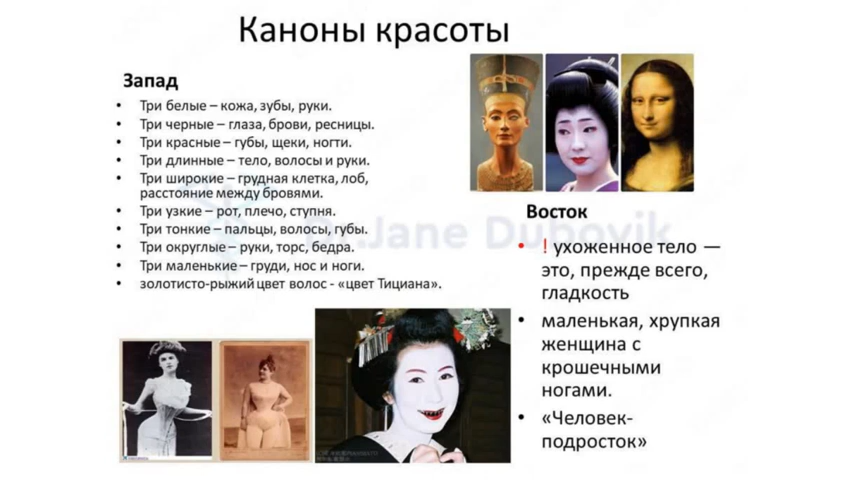 Каноны красоты
Запад
• Три белые – кожа, зубы, руки.
• Три черные – глаза, брови, ресницы.
• Три красные – губы, щеки, ногти.
• Три длинные – тело, волосы и руки.
• Три широкие – грудная клетка, лоб,
расстояние между бровями.
• Три узкие – рот, плечо, ступня.
• Три тонкие – пальцы, волосы, губы.
• Три округлые – руки, торс, бедра.
• Три маленькие – груди, нос и ноги.
• золотисто-рыжий цвет волос - «цвет Тициана».
Восток
• ! ухоженное тело —
это, прежде всего,
гладкость
• маленькая, хрупкая
женщина с
крошечными
ногами.
• «Человек-
подросток»
Jane Dubovik